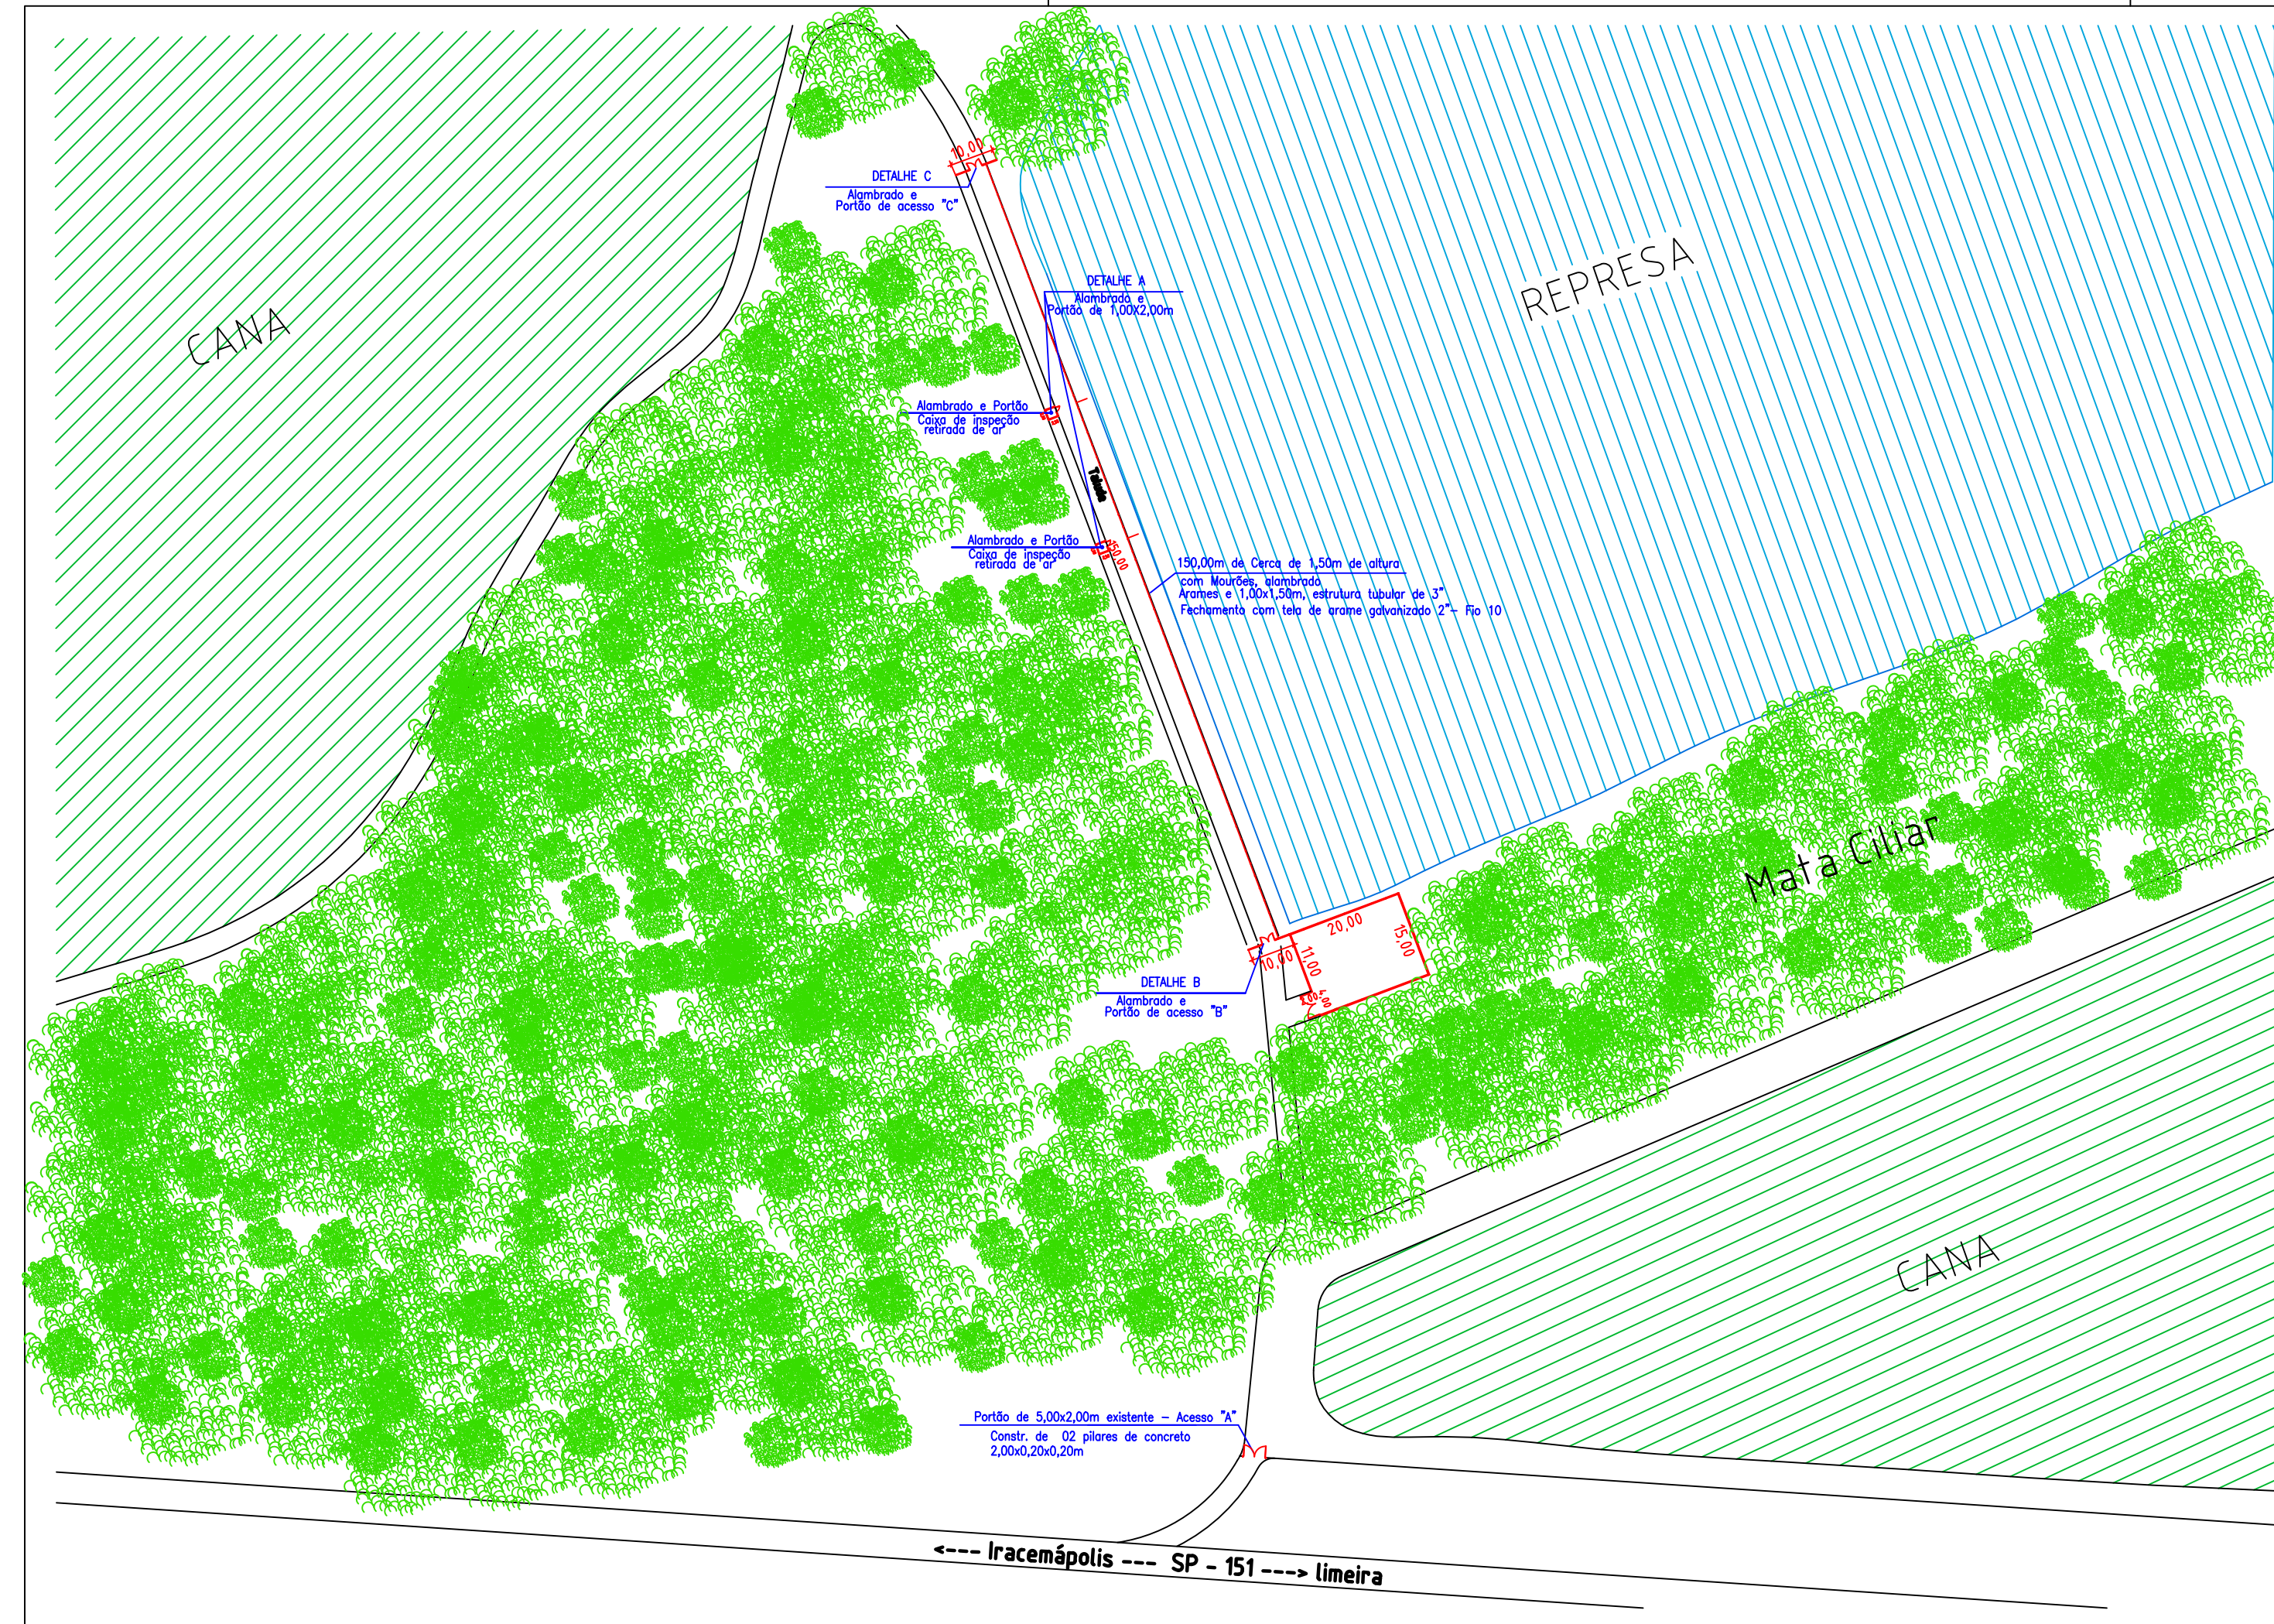 10,00
DETALHE C
Alambrado e
Portão de acesso "C"
REPRESA
DETALHE A
Alambrado e
Portão de 1,00X2,00m
CANA
Alambrado e Portão
Caixa de inspeção
retirada de ar
Talude
Alambrado e Portão
Caixa de inspeção
retirada de ar
150,00
150,00m de Cerca de 1,50m de altura
com Mourões, alambrado
Arames e 1,00x1,50m, estrutura tubular de 3"
Fechamento com tela de arame galvanizado 2"- Fio 10
Mata Ciliar
20,00
15,00
10,00
11,00
4,00
DETALHE B
Alambrado e
Portão de acesso "B"
CANA
Portão de 5,00x2,00m existente - Acesso "A"
Constr. de 02 pilares de concreto
2,00x0,20x0,20m
<--- Iracemápolis --- SP - 151 ---> limeira